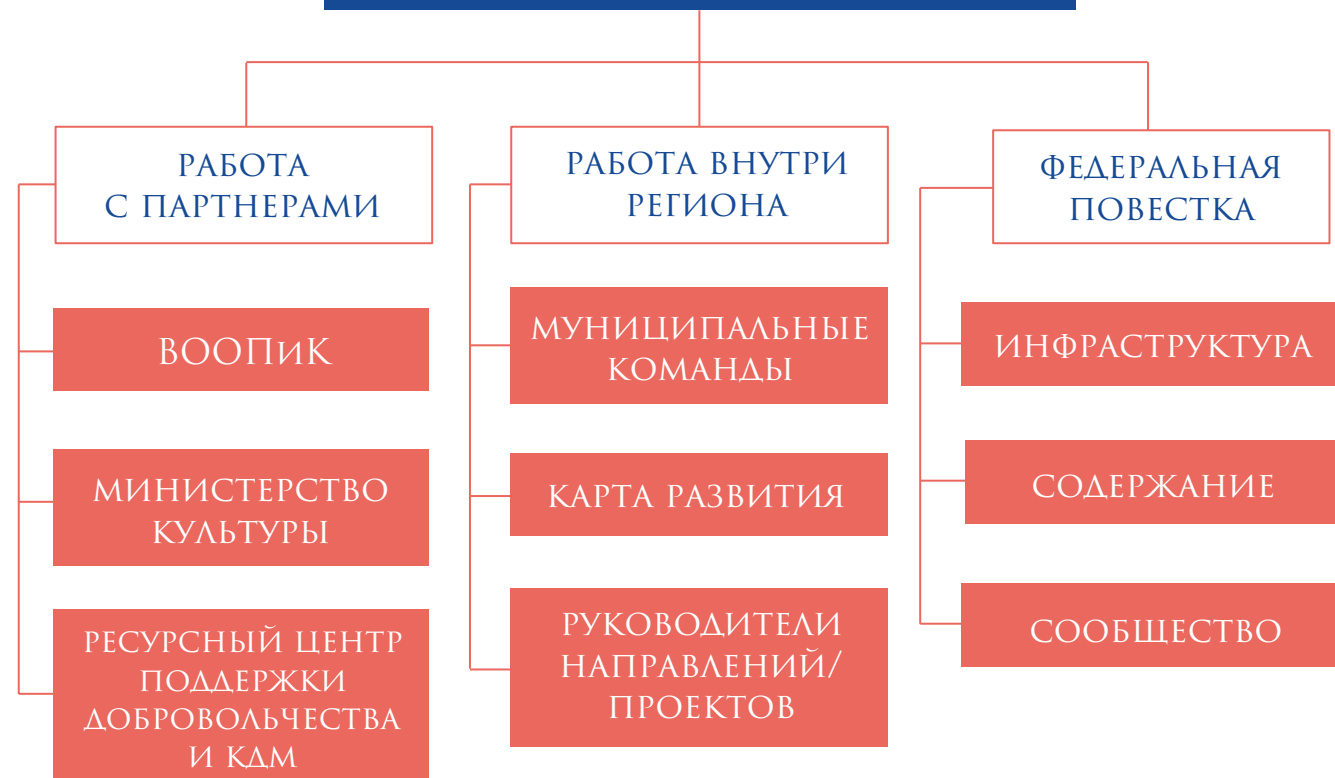 РАБОТА
С ПАРТНЕРАМИ
ВООПиК
МИНИСТЕРСТВО
КУЛЬТУРЫ
РЕСУРСНЫЙ ЦЕНТР
ПОДДЕРЖКИ
ДОБРОВОЛЬЧЕСТВА
И КДМ
РАБОТА ВНУТРИ
РЕГИОНА
МУНИЦИПАЛЬНЫЕ
КОМАНДЫ
КАРТА РАЗВИТИЯ
РУКОВОДИТЕЛИ
НАПРАВЛЕНИЙ/
ПРОЕКТОВ
ФЕДЕРАЛЬНАЯ
ПОВЕСТКА
ИНФРАСТРУКТУРА
СОДЕРЖАНИЕ
СООБЩЕСТВО